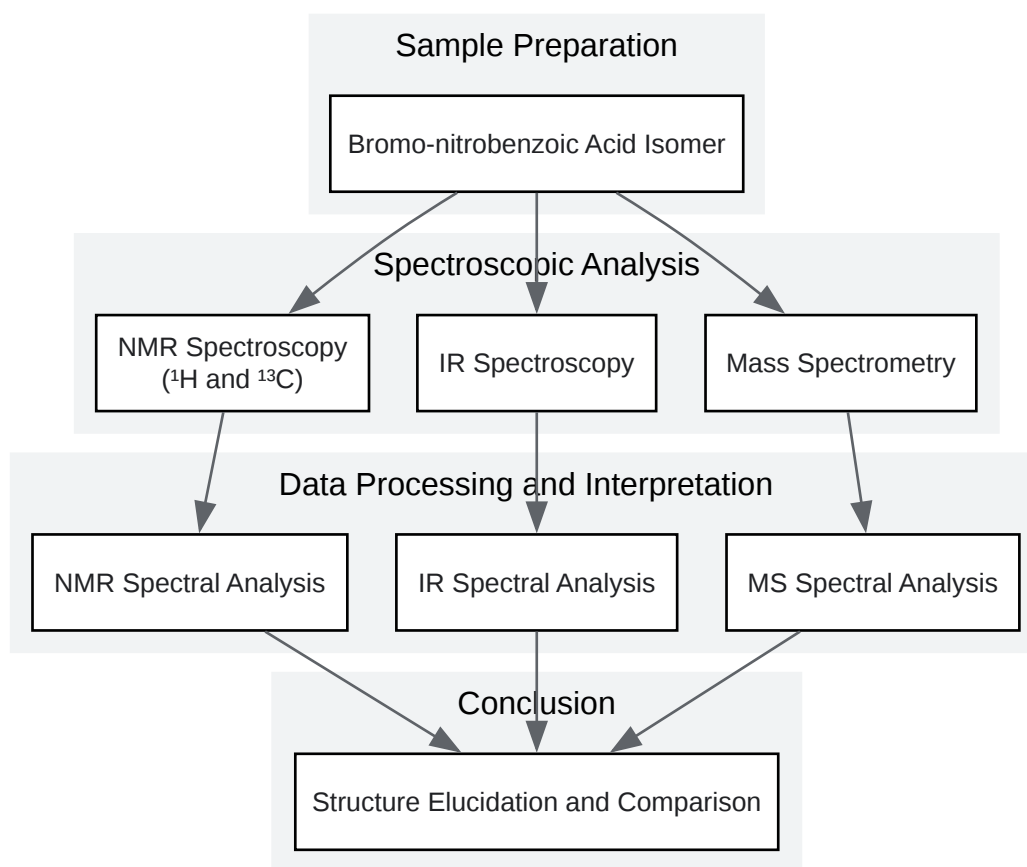 Sample Preparation
Bromo-nitrobenzoic Acid Isomer
Spectroscopic Analysis
NMR Spectroscopy
(¹H and ¹³C)
IR Spectroscopy
Mass Spectrometry
Data Processing and Interpretation
NMR Spectral Analysis
IR Spectral Analysis
MS Spectral Analysis
Conclusion
Structure Elucidation and Comparison